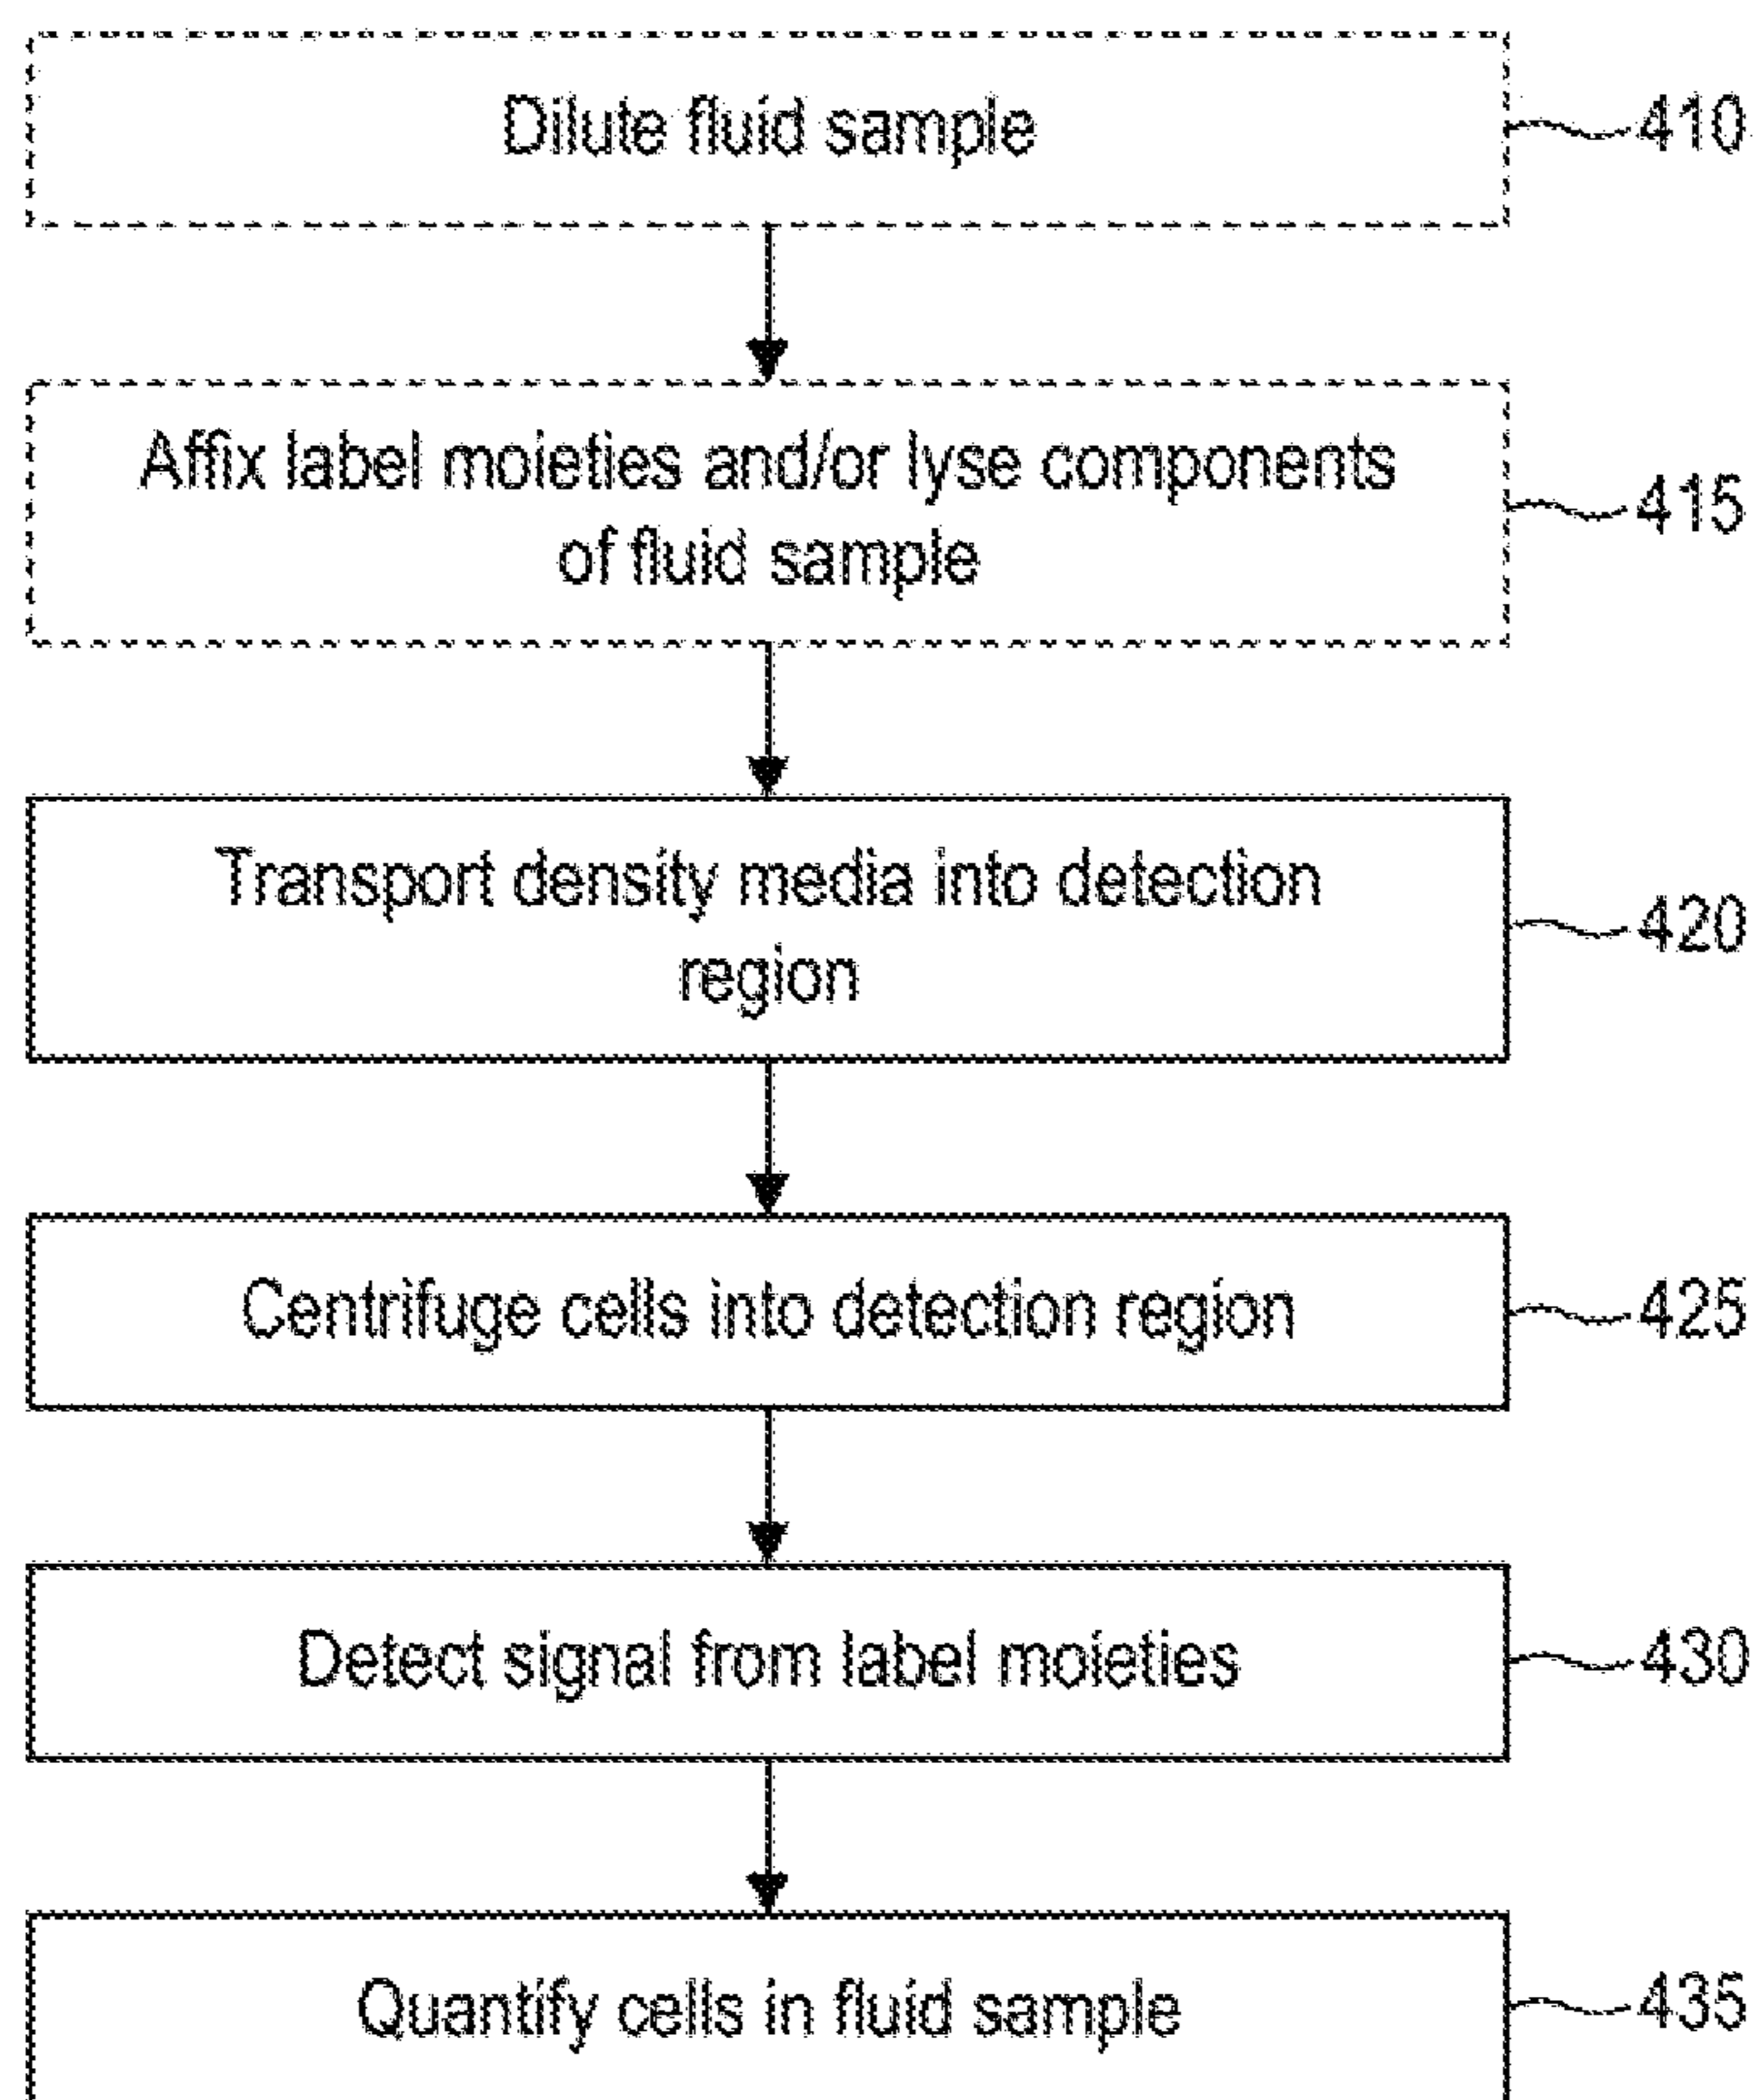 Dilute fluid sample
410
Affix label moieties and/or lyse components
of fluid sample
415
Transport density media into detection
region
420
Centrifuge cells into detection region
425
Detect signal from label moieties
430
Quantify cells in fluid sample
435